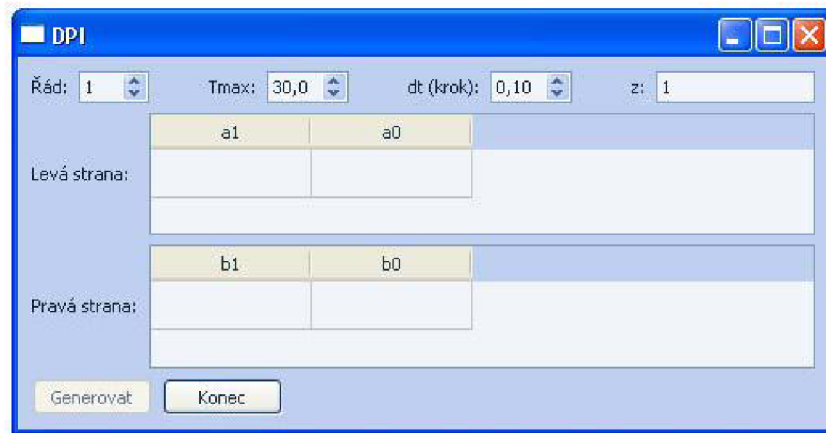 DPI
Řád: 1 Tmax: 30,0 dt (krok): 0,10 z: 1
a1 a0
Levá strana:
b1 b0
Pravá strana:
Generovat Konec